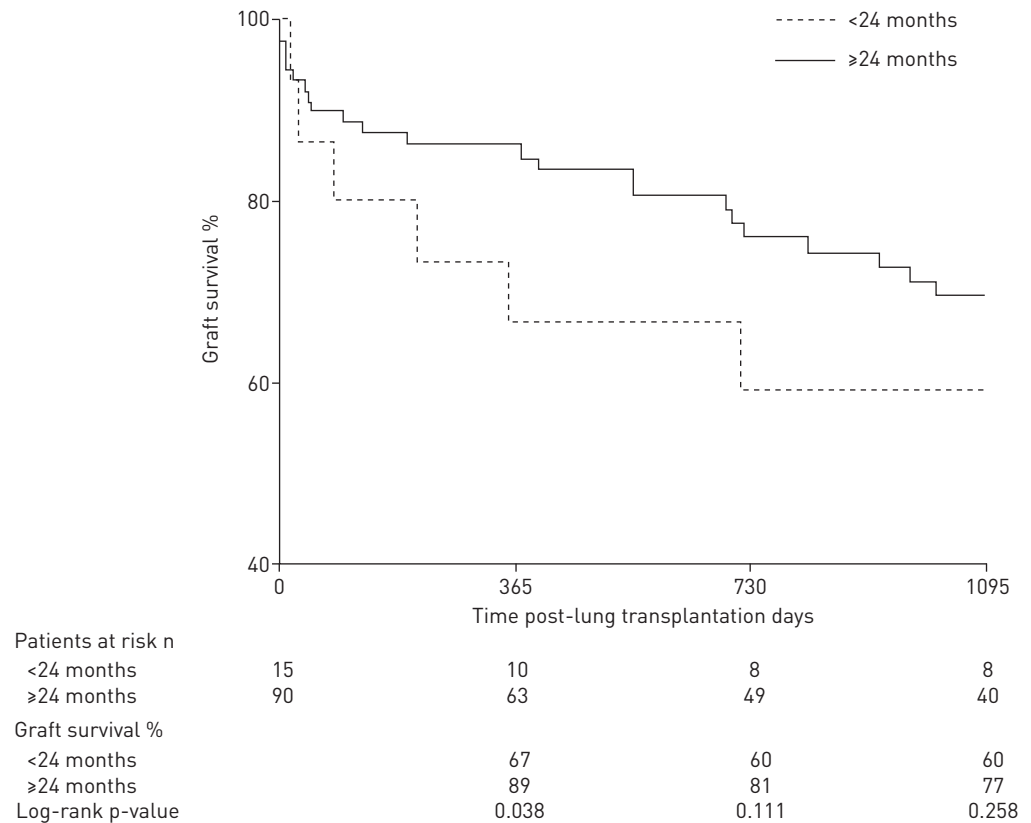 100
<24 months
⩾24 months
80
Graft survival %
60
40
0 365 730 1095
Time post-lung transplantation days
Patients at risk n
<24 months 15 10 8 8
⩾24 months 90 63 49 40
Graft survival %
<24 months 67 60 60
⩾24 months 89 81 77
Log-rank p-value 0.038 0.111 0.258